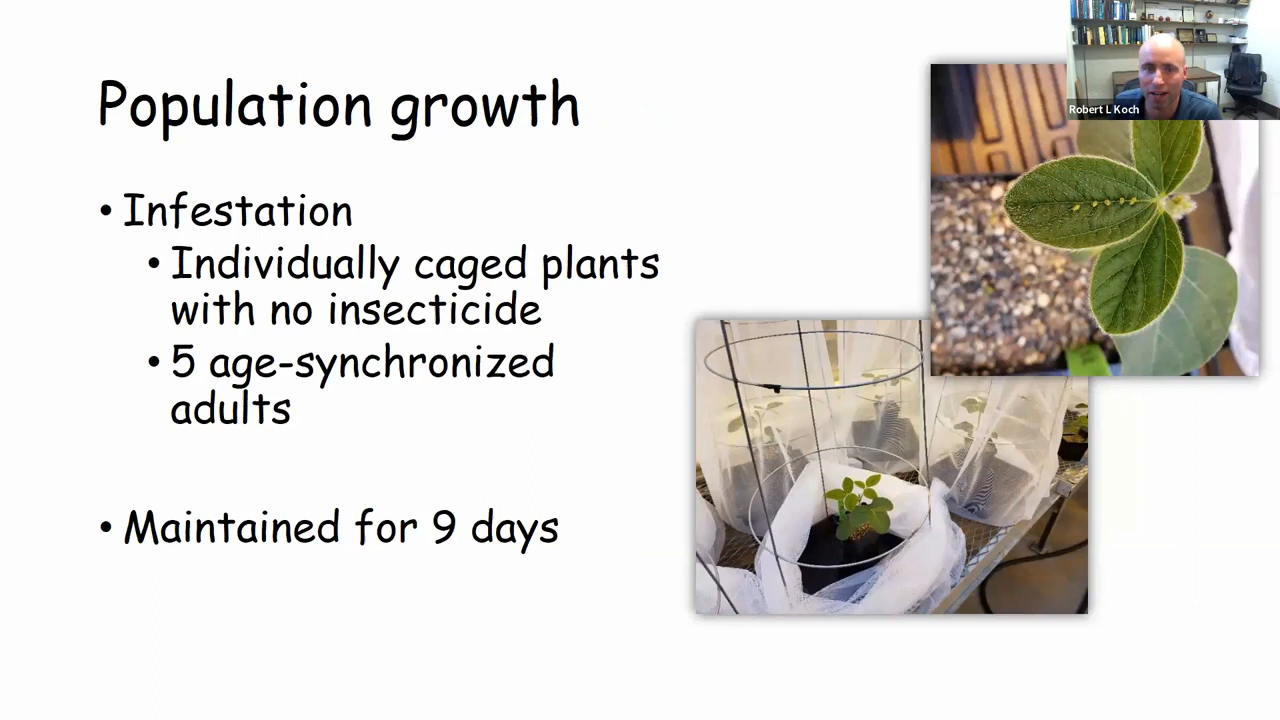 Population growth
• Infestation
• Individually caged plants
with no insecticide
• 5 age-synchronized
adults
• Maintained for 9 days
Robert L Koch